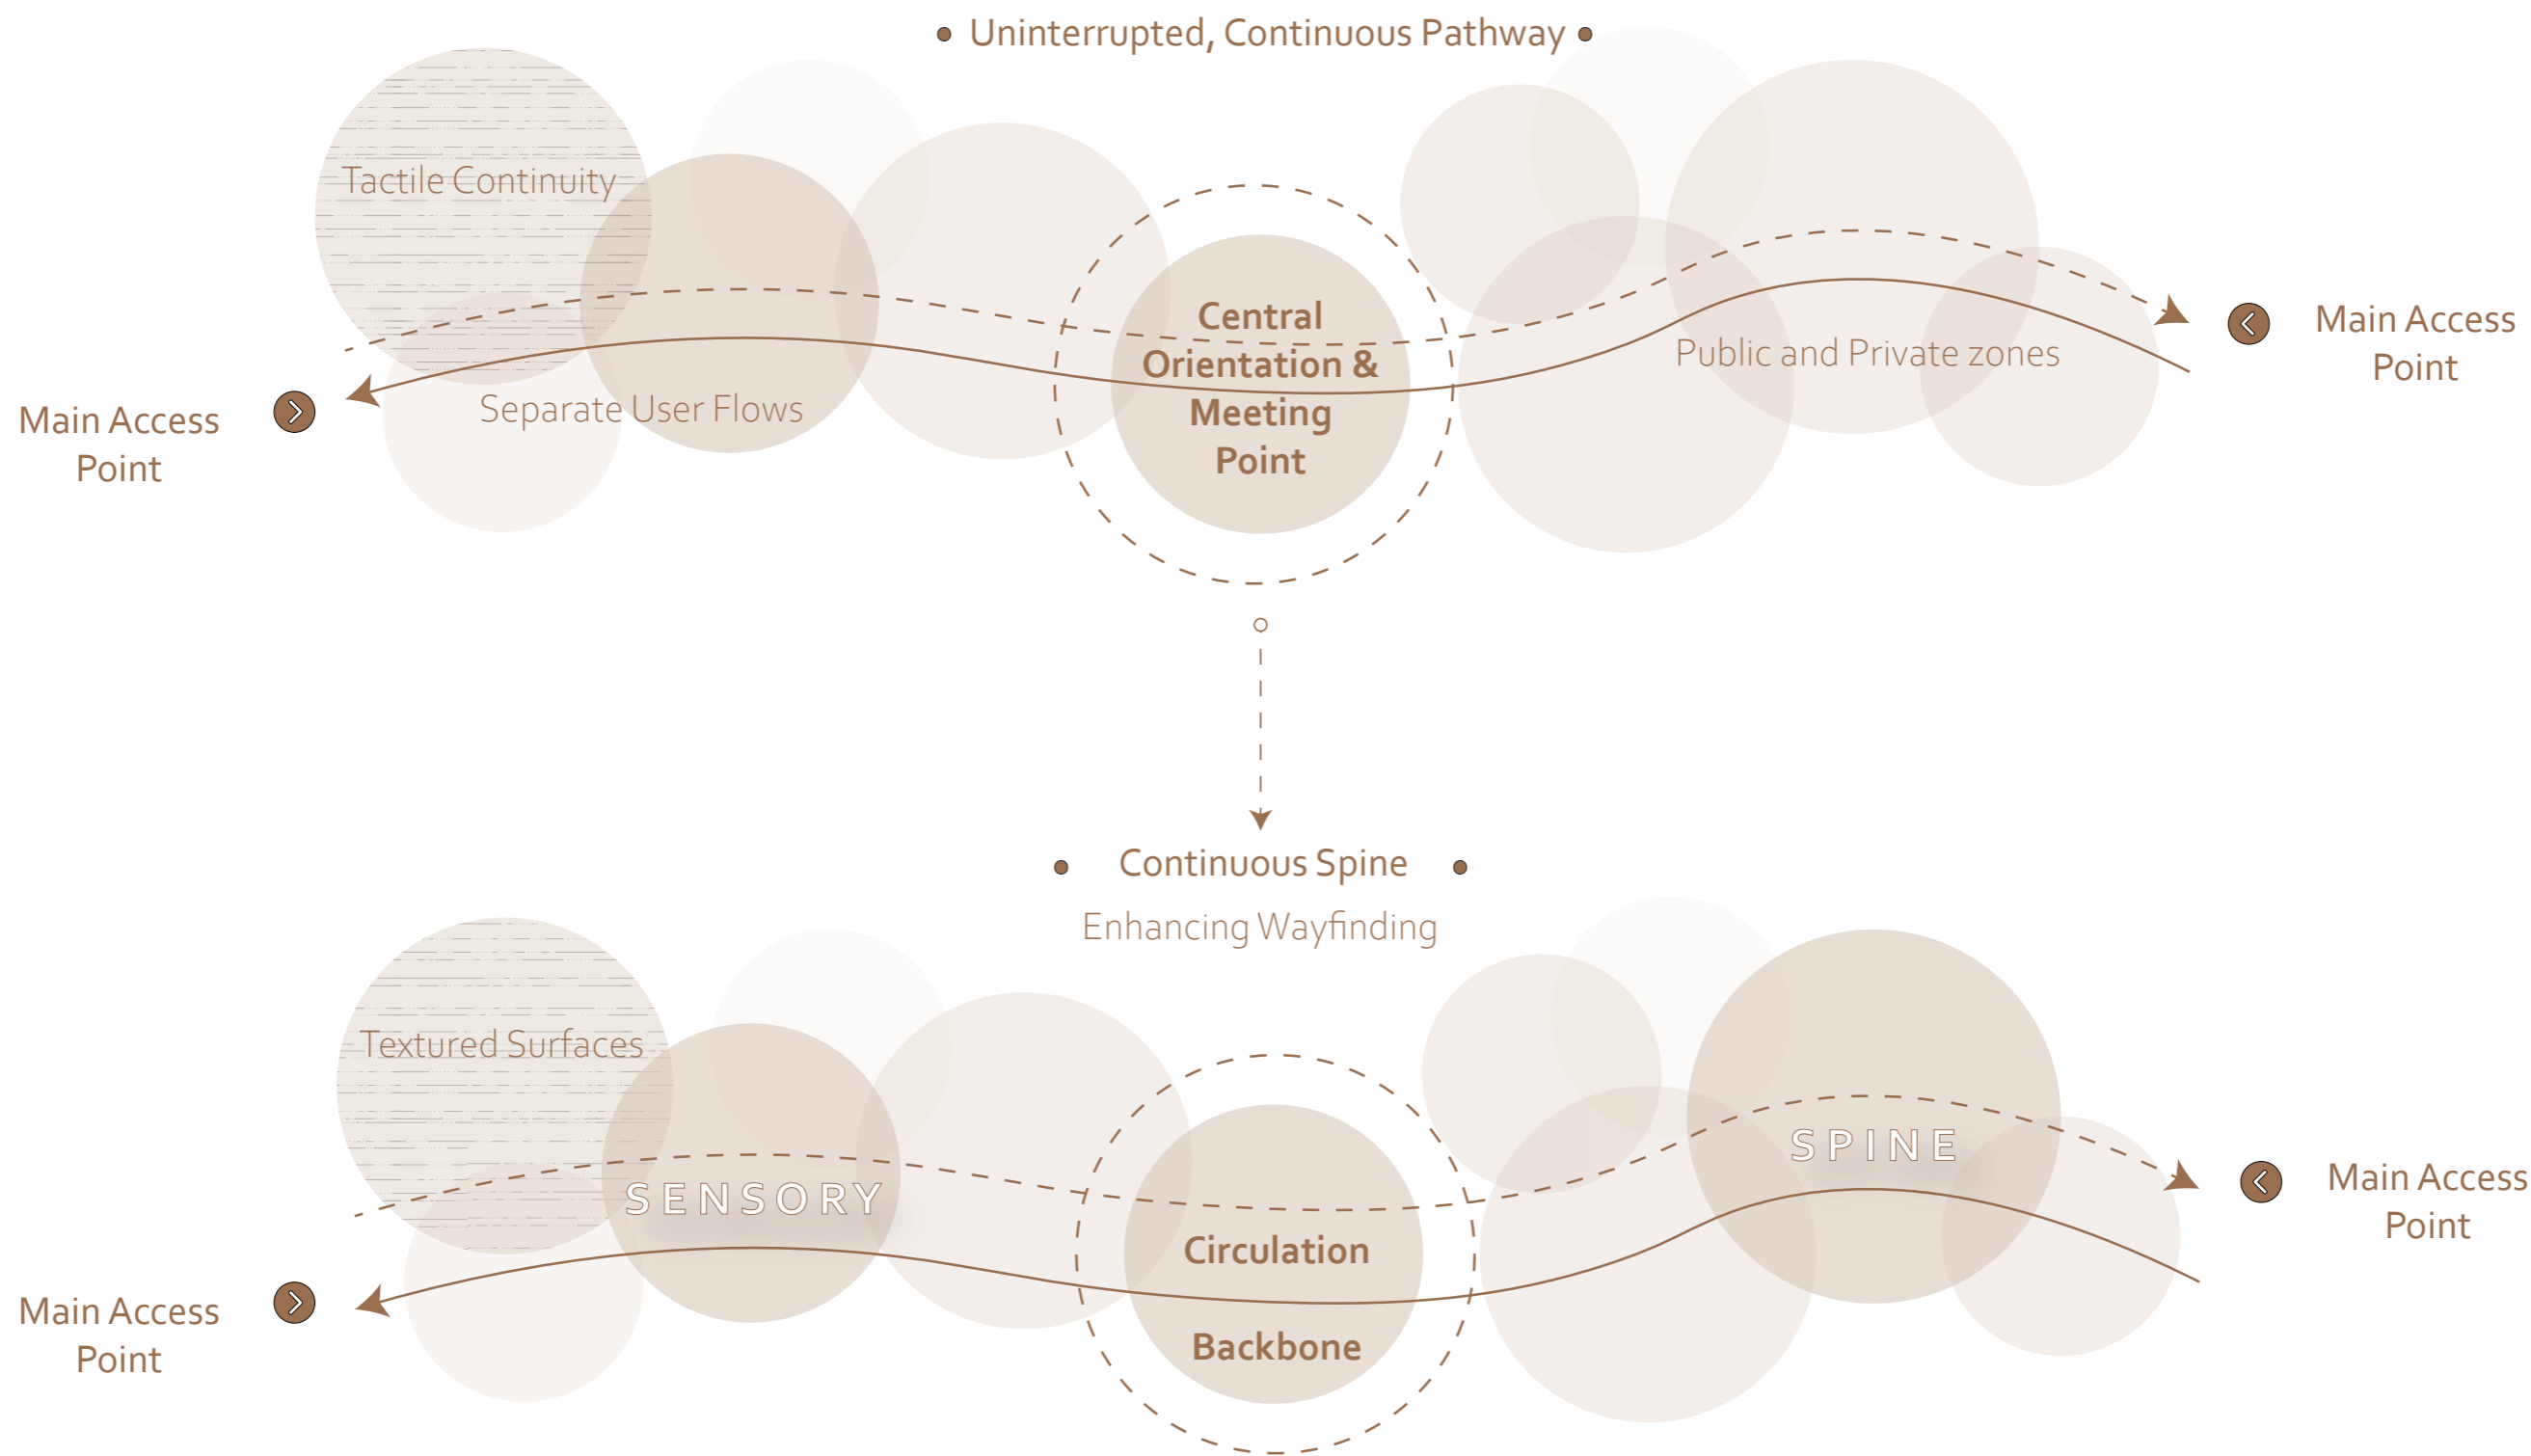 Uninterrupted, Continuous Pathway
Tactile Continuity
Central
Orientation &
Meeting
Point
Public and Private zones
Main Access
Point
Separate User Flows
Main Access
Point
Continuous Spine
Enhancing Wayfinding
Textured Surfaces
SENSORY
SPINE
Main Access
Point
Circulation
Backbone
Main Access
Point